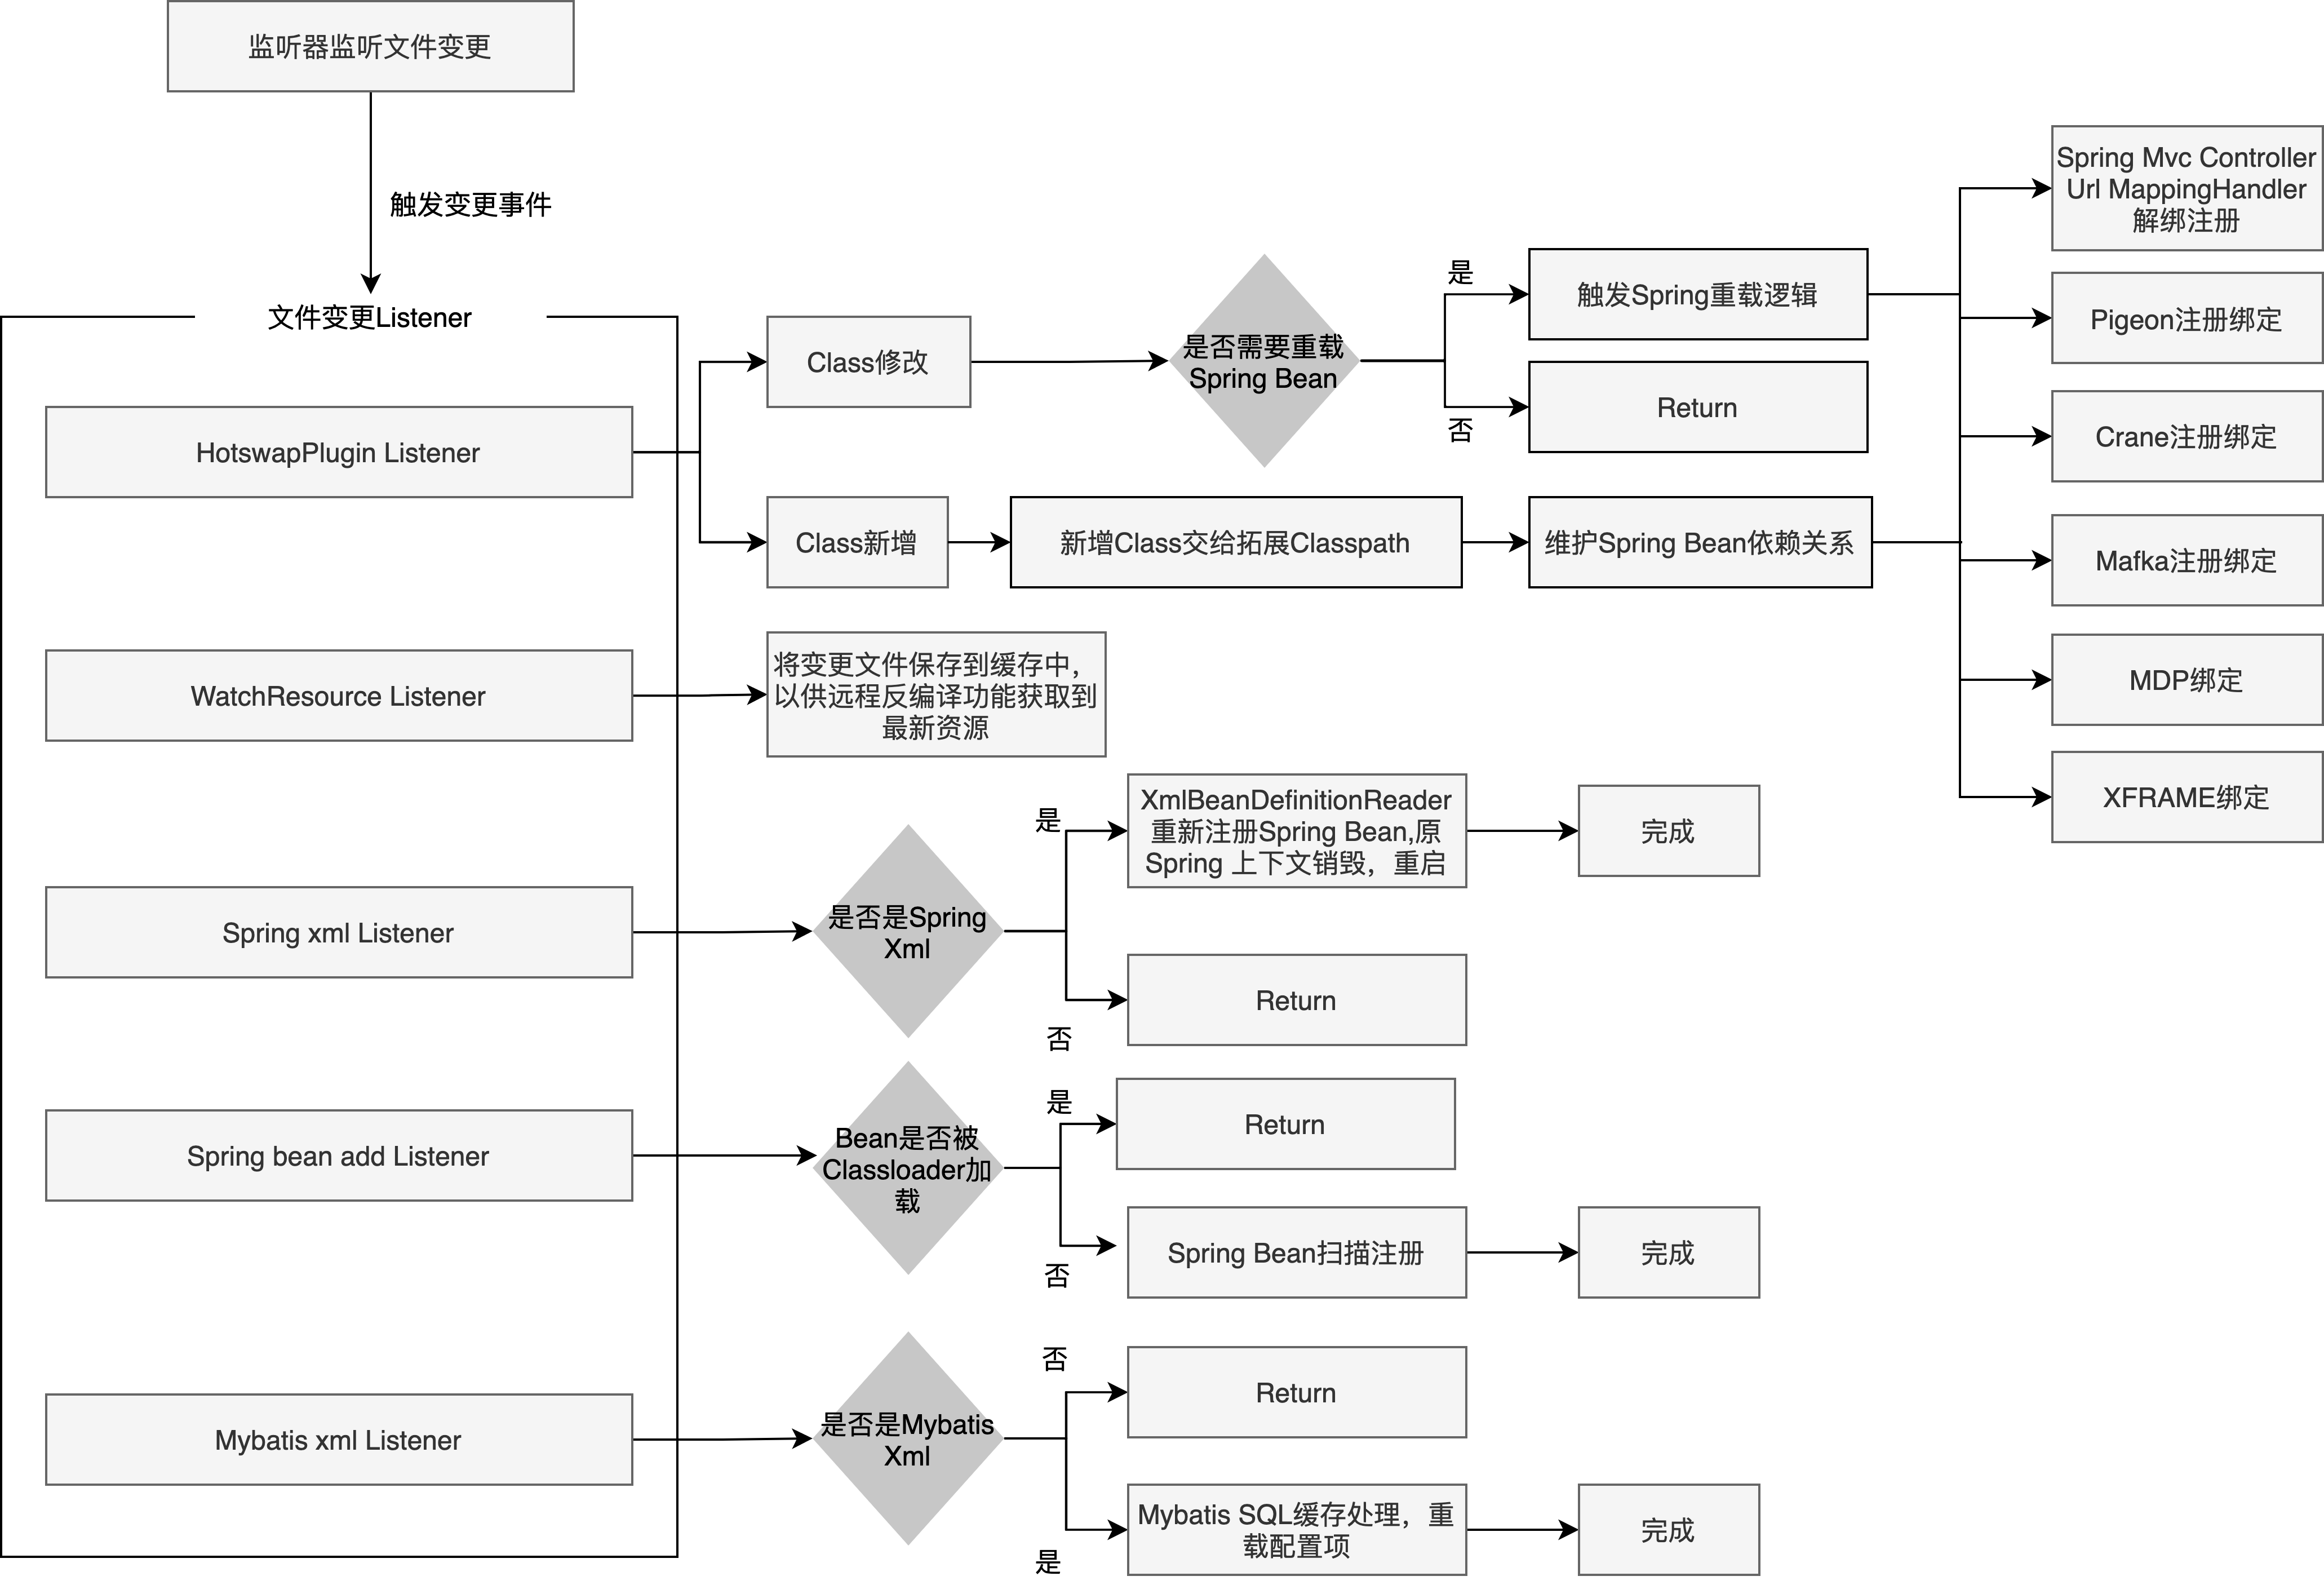 监听器监听文件变更
触发变更事件
文件变更Listener
HotswapPlugin Listener
Class修改
是否需要重载
Spring Bean
是
触发Spring重载逻辑
否
Return
Class新增
新增Class交给拓展Classpath
维护Spring Bean依赖关系
Spring Mvc Controller
Url MappingHandler
解绑注册
Pigeon注册绑定
Crane注册绑定
Mafka注册绑定
MDP绑定
XFRAME绑定
WatchResource Listener
将变更文件保存到缓存中，
以供远程反编译功能获取到
最新资源
Spring xml Listener
是否是Spring
Xml
是
XmlBeanDefinitionReader
重新注册Spring Bean,原
Spring 上下文销毁，重启
完成
否
Return
Spring bean add Listener
Bean是否被
Classloader加
载
是
Return
否
Spring Bean扫描注册
完成
Mybatis xml Listener
是否是Mybatis
Xml
否
Return
是
Mybatis SQL缓存处理，重
载配置项
完成